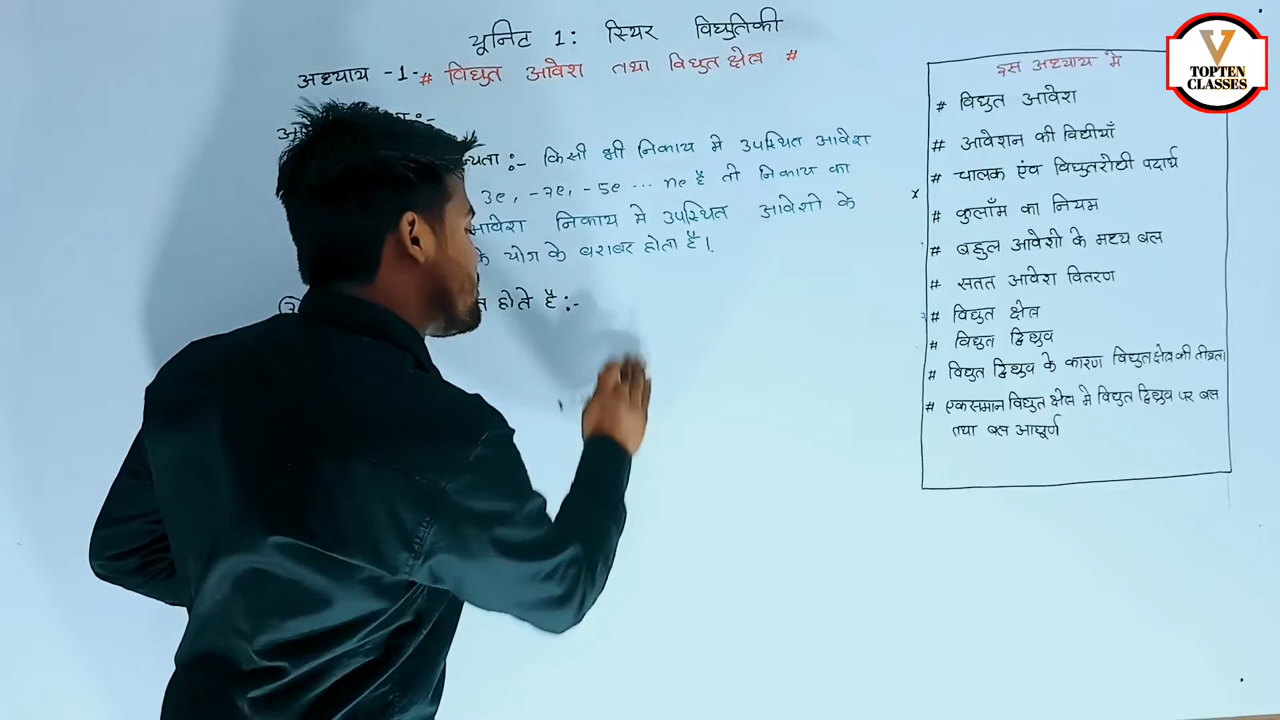 यूनिट 1: स्थिर विघुतिकी
अध्याय -1- # विघुत आवेश तथा विघुत क्षेत्र #
यता :- किसी भी निकाय मे उपस्थित आवेश
3e, -7e, -5e ... ne है तो निकाय का
आवेश निकाय मे उपस्थित आवेशो के
के योग के बराबर होता है।
होते है :-
इस अध्याय में
# विघुत आवेश
# आवेशन की विधीयाँ
# चालक एंव विघुतरोधी पदार्थ
x
# कुलाँम का नियम
# बहुल आवेशो के मध्य बल
# सतत आवेश वितरण
# विघुत क्षेत्र
# विघुत द्विध्रुव
# विघुत द्विध्रुव के कारण विघुत क्षेत्र की तीव्रता
# एकसमान विघुत क्षेत्र मे विघुत द्विध्रुव पर बल
तथा बल आघूर्ण
V
TOPTEN
CLASSES